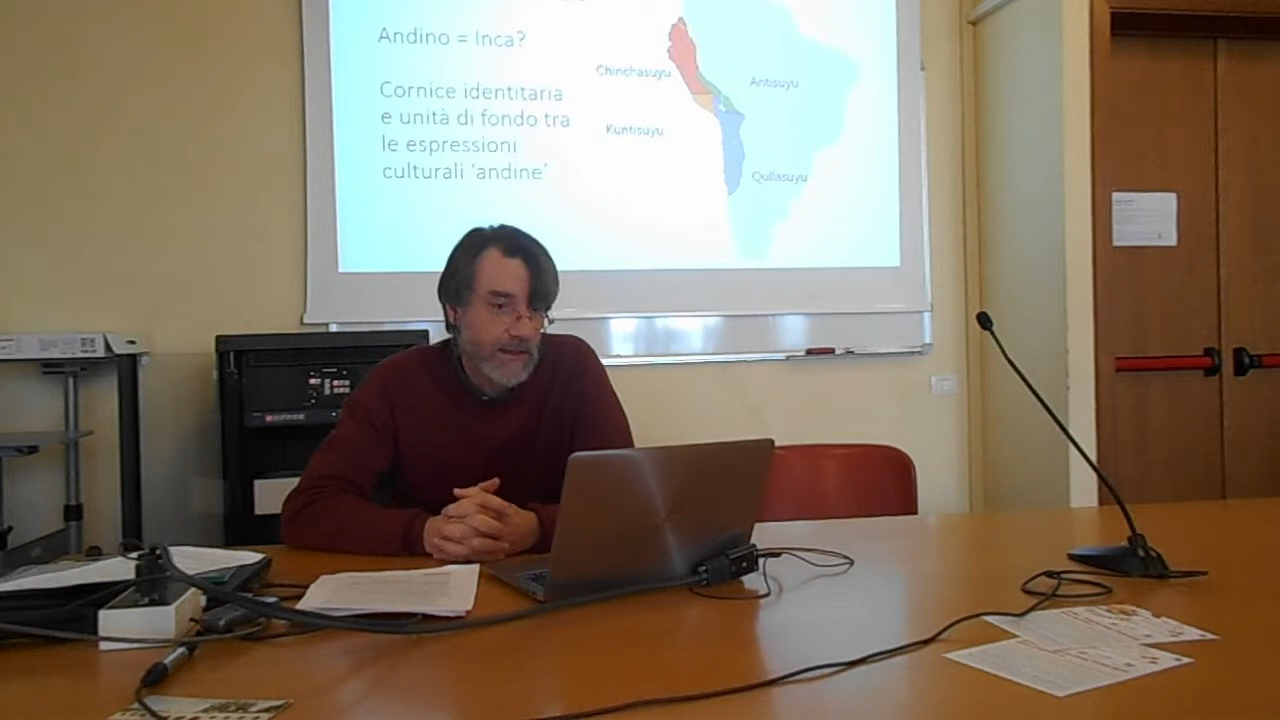 Andino = Inca?
Cornice identitaria
e unità di fondo tra
le espressioni
culturali 'andine'
Chinchasuyu
Antisuyu
Kuntisuyu
Qullasuyu